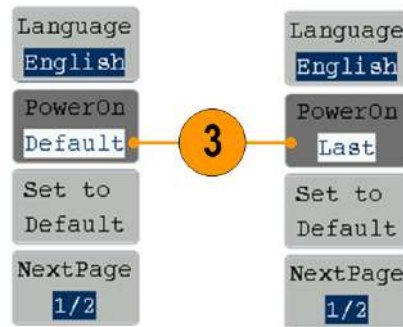 Language
English
PowerOn
Default
Set to
Default
NextPage
1/2
3
Language
English
PowerOn
Last
Set to
Default
NextPage
1/2